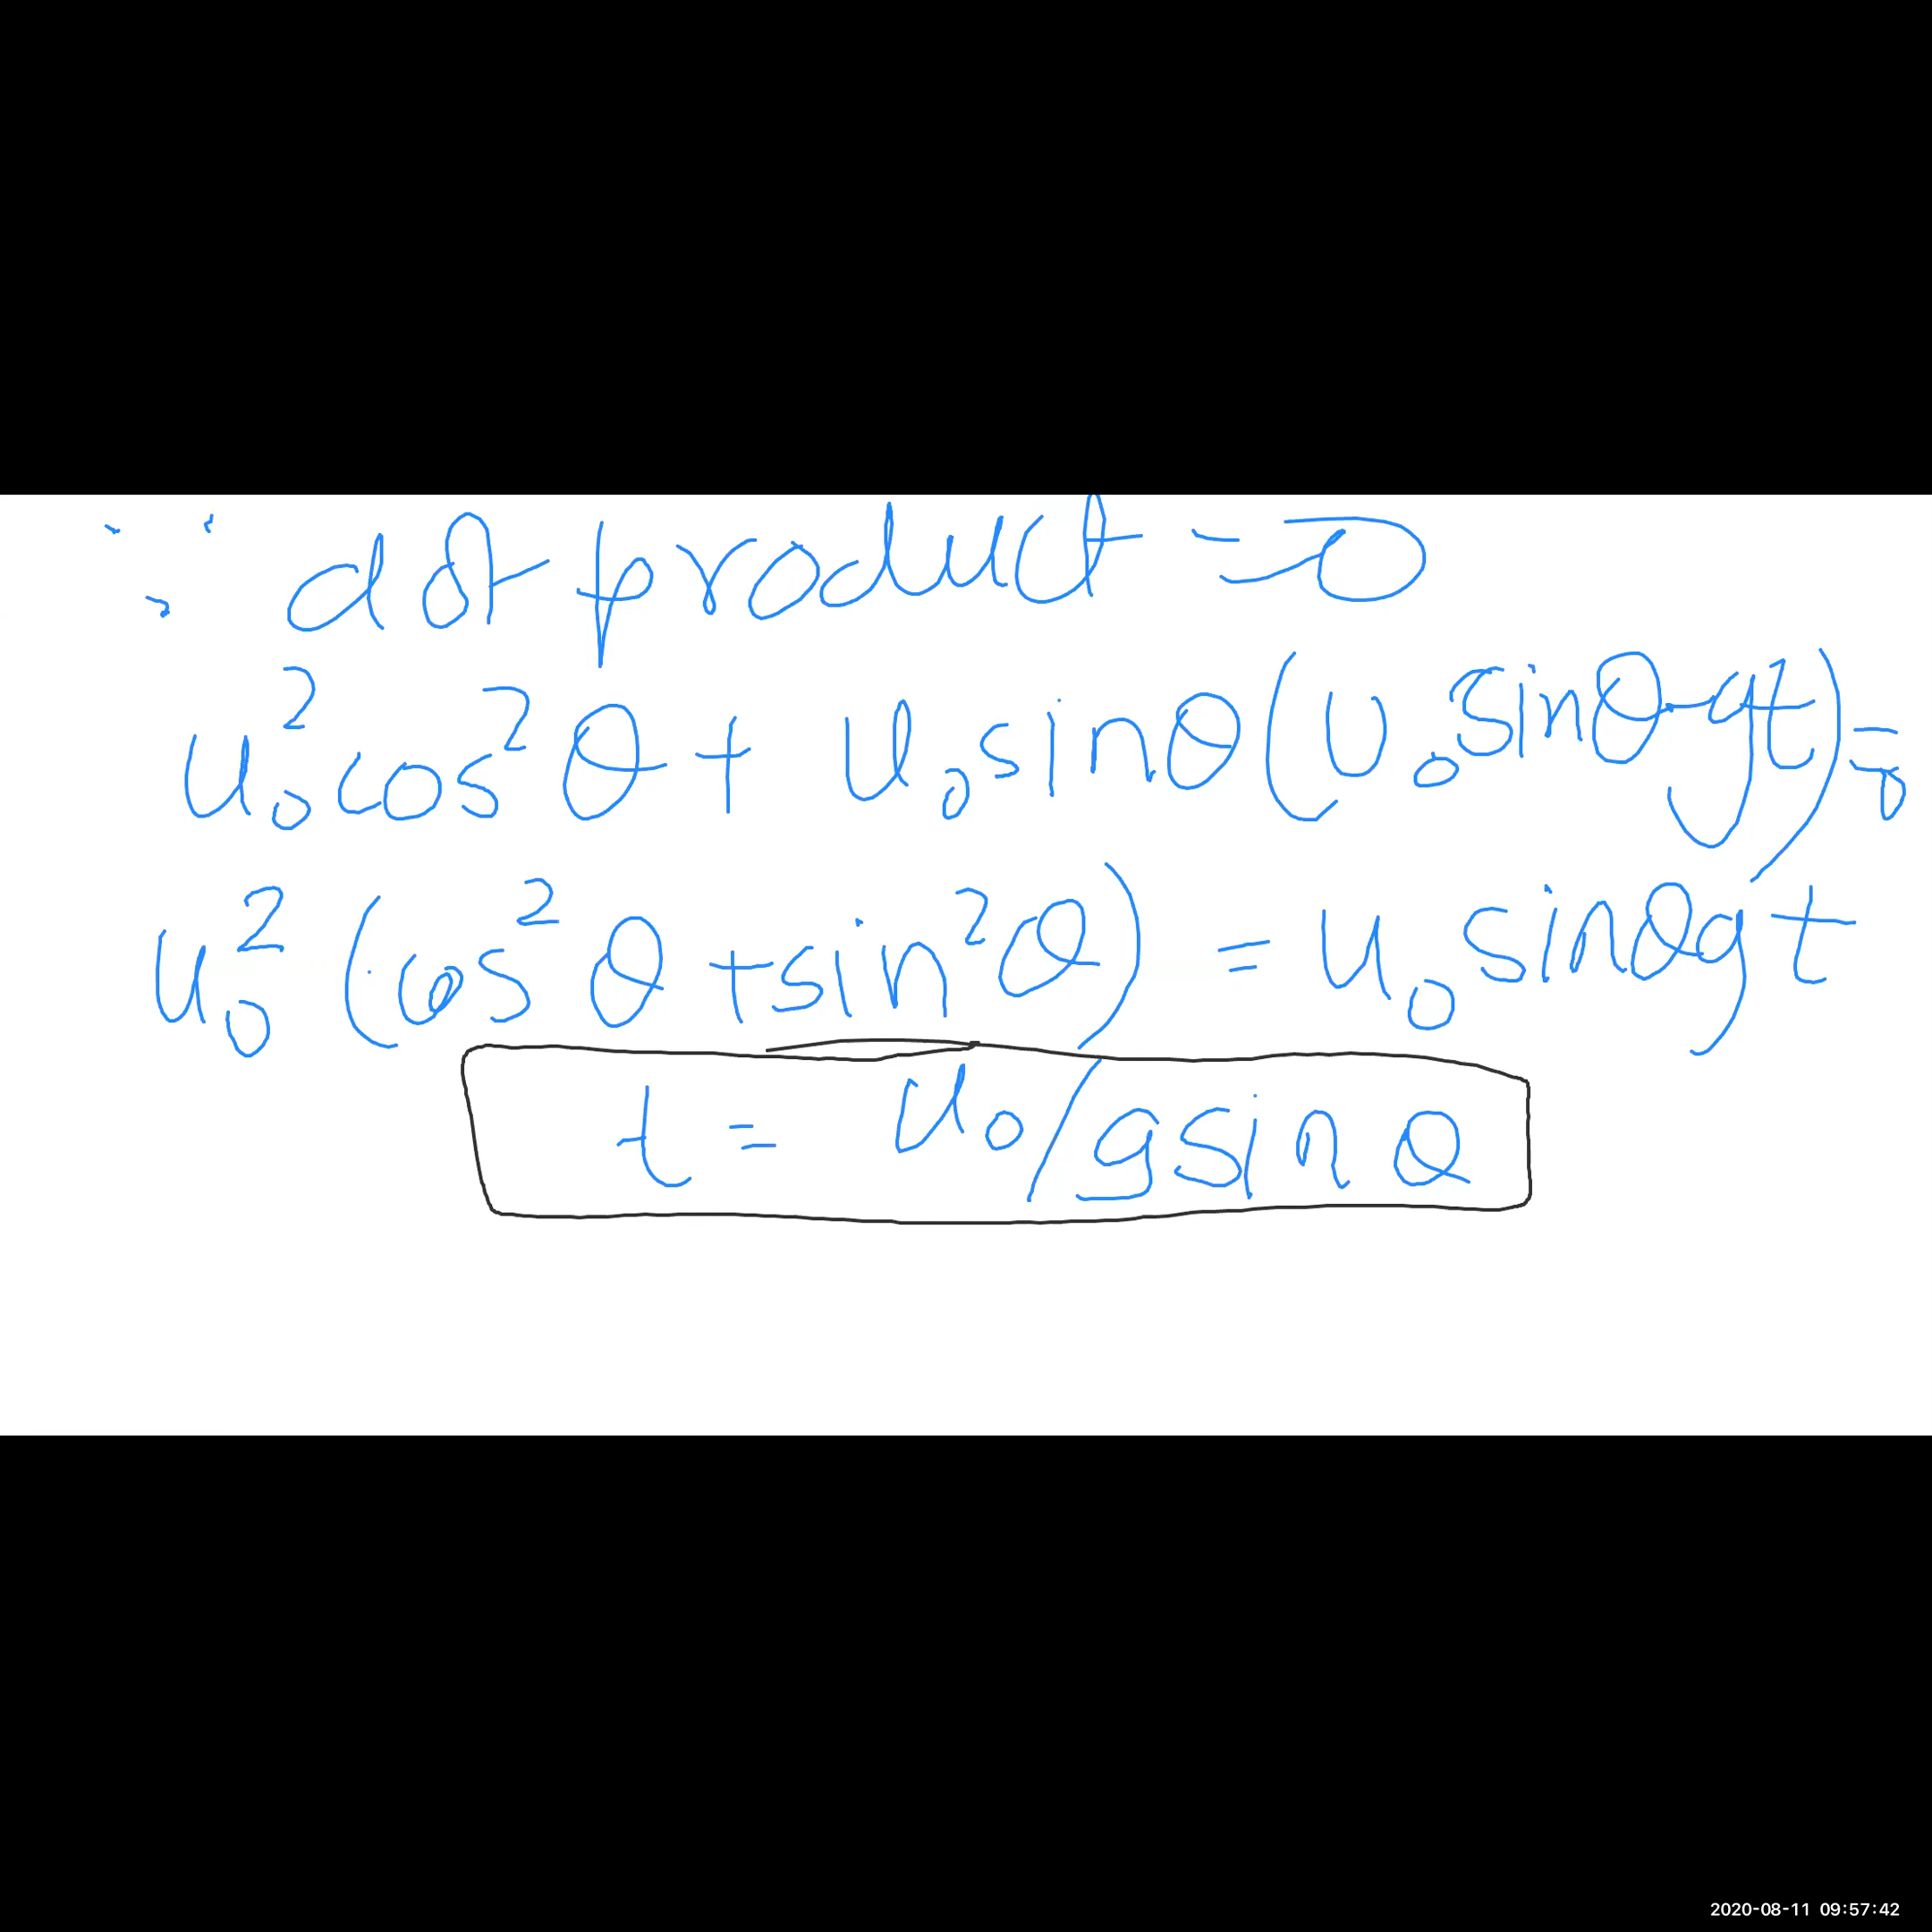 ∵ dot product = 0
u₀²cos²θ + u₀sinθ(u₀sinθ-gt)=0
u₀²(cos²θ+sin²θ) = u₀sinθgt
t = u₀/gsinθ
2020-08-11 09:57:42